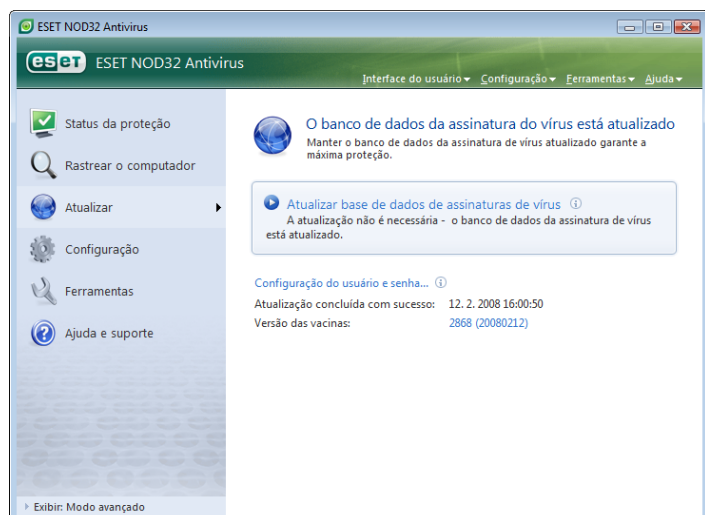 ESET NOD32 Antivirus
eset ESET NOD32 Antivirus
Interface do usuário Configuração Ferramentas Ajuda
Status da proteção
Rastrear o computador
Atualizar
Configuração
Ferramentas
Ajuda e suporte
Exibir: Modo avançado
O banco de dados da assinatura do vírus está atualizado
Manter o banco de dados da assinatura de vírus atualizado garante a
máxima proteção.
Atualizar base de dados de assinaturas de vírus
A atualização não é necessária - o banco de dados da assinatura de vírus
está atualizado.
Configuração do usuário e senha...
Atualização concluída com sucesso: 12. 2. 2008 16:00:50
Versão das vacinas: 2868 (20080212)